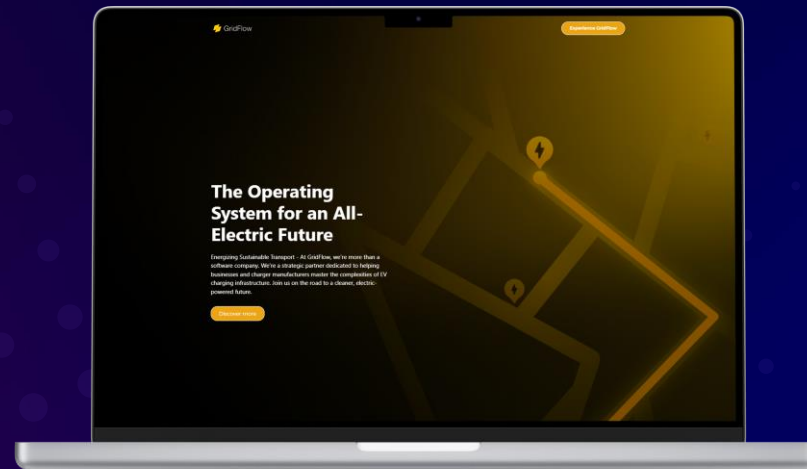 GridFlow
Experience GridFlow
The Operating
System for an All-
Electric Future
Energizing Sustainable Transport - At GridFlow, we're more than a
software company. We're a strategic partner dedicated to helping
businesses and charger manufacturers master the complexities of EV
charging infrastructure. Join us on the road to a cleaner, electric-
powered future.
Discover more